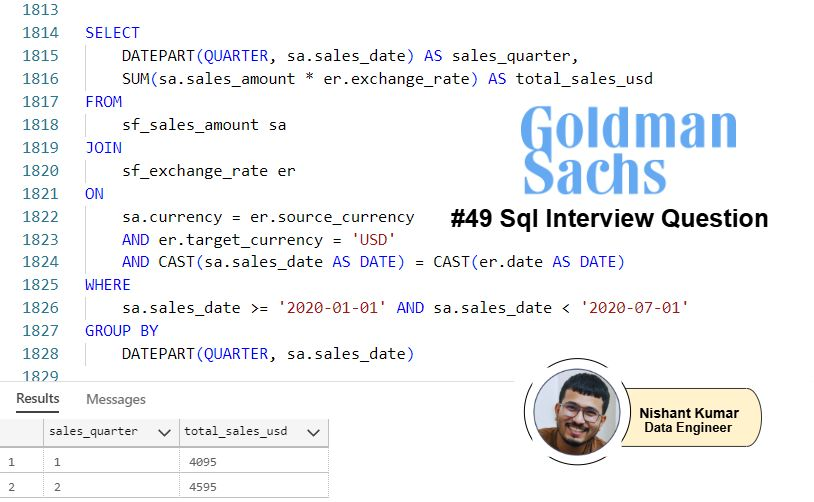 1813
1814 SELECT
1815 DATEPART(QUARTER, sa.sales_date) AS sales_quarter,
1816 SUM(sa.sales_amount * er.exchange_rate) AS total_sales_usd
1817 FROM
1818 sf_sales_amount sa
1819 JOIN
1820 sf_exchange_rate er
1821 ON
1822 sa.currency = er.source_currency
1823 AND er.target_currency = 'USD'
1824 AND CAST(sa.sales_date AS DATE) = CAST(er.date AS DATE)
1825 WHERE
1826 sa.sales_date >= '2020-01-01' AND sa.sales_date < '2020-07-01'
1827 GROUP BY
1828 DATEPART(QUARTER, sa.sales_date)
1829
Goldman
Sachs
#49 Sql Interview Question
Results Messages
sales_quarter total_sales_usd
1 1 4095
2 2 4595
Nishant Kumar
Data Engineer